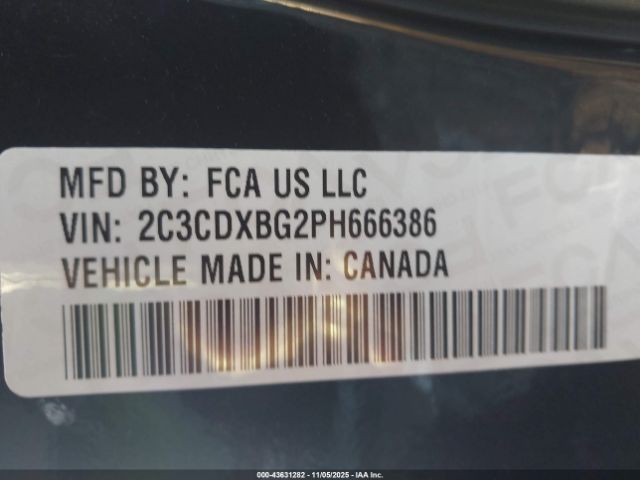 MFD BY: FCA US LLC
VIN: 2C3CDXBG2PH666386
VEHICLE MADE IN: CANADA
000-43631282 - 11/05/2025 - IAA Inc.